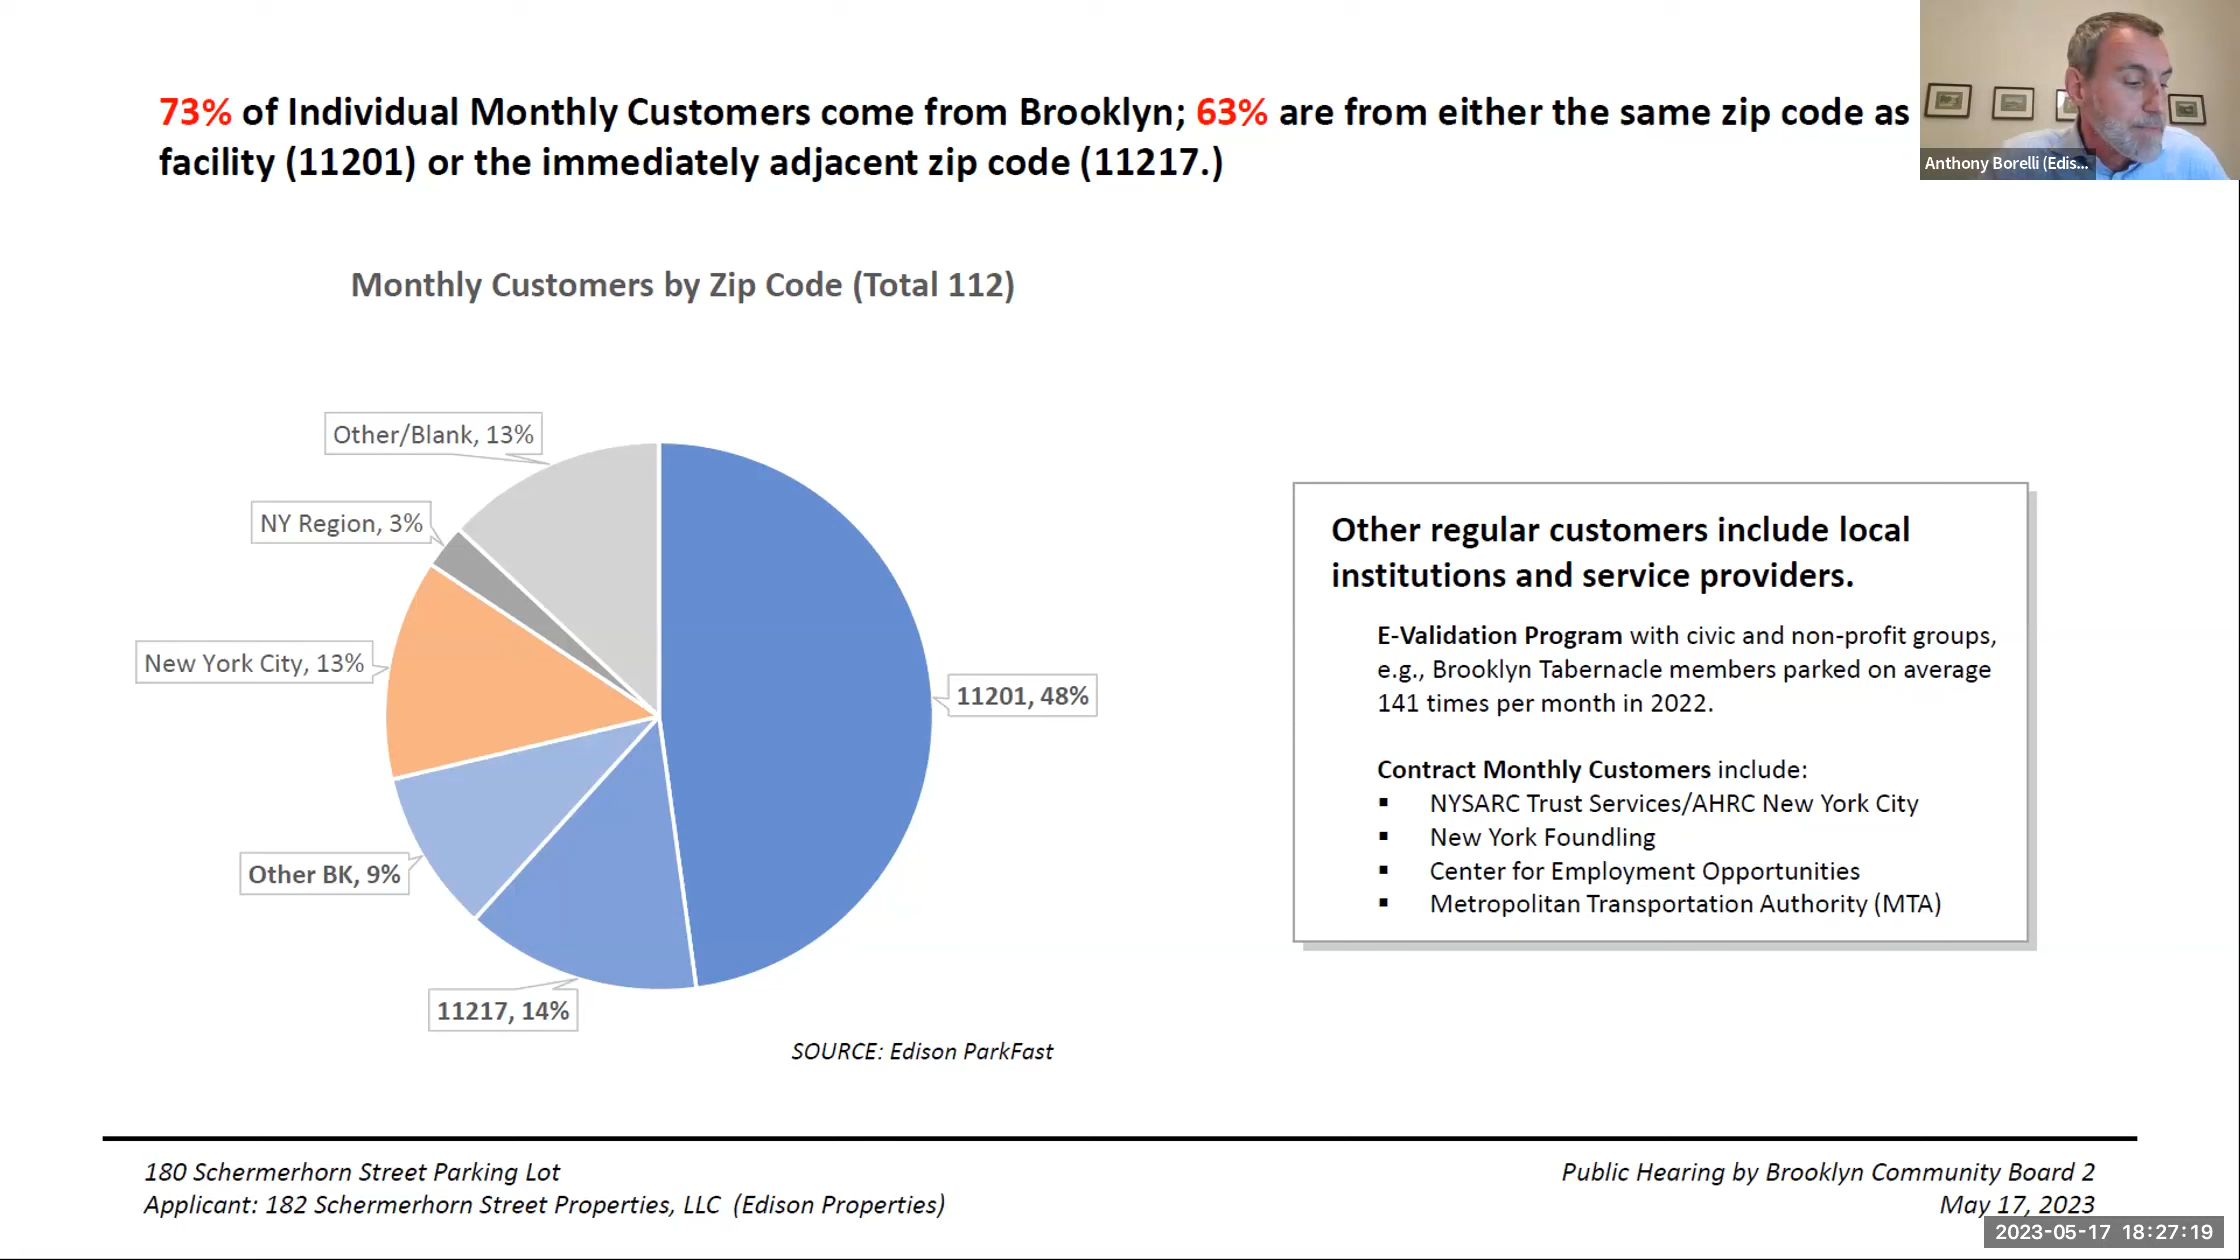 73% of Individual Monthly Customers come from Brooklyn; 63% are from either the same zip code as
facility (11201) or the immediately adjacent zip code (11217.)
Anthony Borelli (Edis...
Monthly Customers by Zip Code (Total 112)
Other/Blank, 13%
NY Region, 3%
New York City, 13%
11201, 48%
Other BK, 9%
11217, 14%
SOURCE: Edison ParkFast
Other regular customers include local
institutions and service providers.
E-Validation Program with civic and non-profit groups,
e.g., Brooklyn Tabernacle members parked on average
141 times per month in 2022.
Contract Monthly Customers include:
▪ NYSARC Trust Services/AHRC New York City
▪ New York Foundling
▪ Center for Employment Opportunities
▪ Metropolitan Transportation Authority (MTA)
180 Schermerhorn Street Parking Lot
Applicant: 182 Schermerhorn Street Properties, LLC (Edison Properties)
Public Hearing by Brooklyn Community Board 2
May 17, 2023
2023-05-17 18:27:19